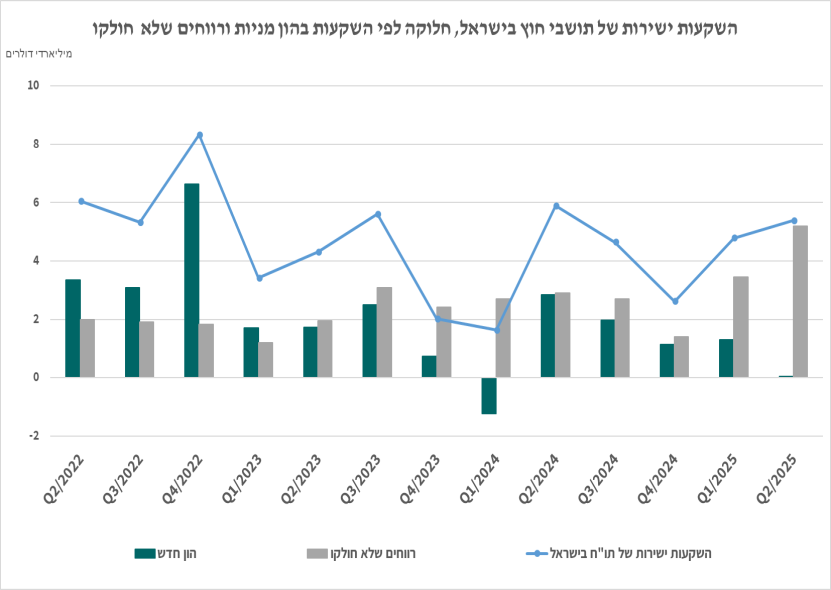 השקעות ישירות של תושבי חוץ בישראל, חלוקה לפי השקעות בהון מניות ורווחים שלא חולקו
מיליארדי דולרים
10
8
6
4
2
0
-2
Q2/2022 Q3/2022 Q4/2022 Q1/2023 Q2/2023 Q3/2023 Q4/2023 Q1/2024 Q2/2024 Q3/2024 Q4/2024 Q1/2025 Q2/2025
השקעות ישירות של תו"ח בישראל רווחים שלא חולקו הון חדש